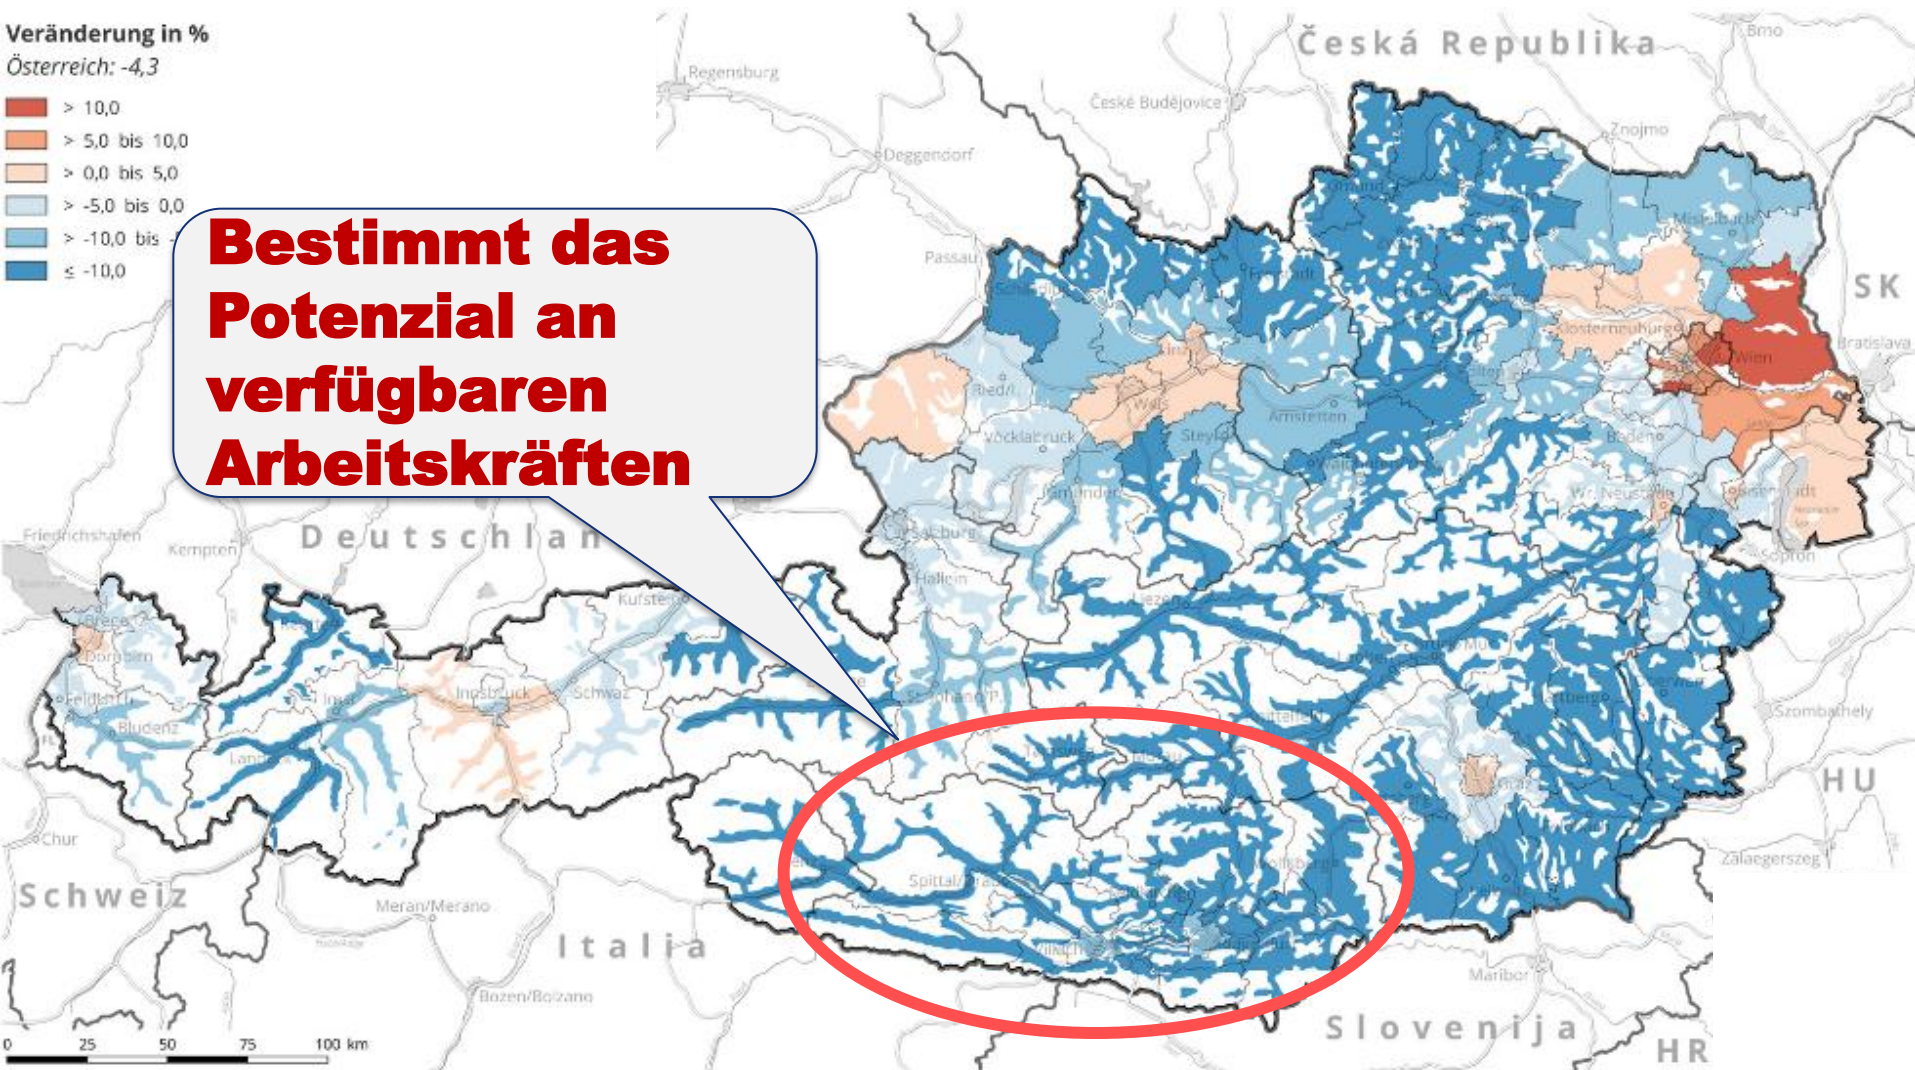 Veränderung in %
Österreich: -4,3
> 10,0
> 5,0 bis 10,0
> 0,0 bis 5,0
> -5,0 bis 0,0
> -10,0 bis
≤ -10,0
Bestimmt das
Potenzial an
verfügbaren
Arbeitskräften
Česká Republika
Brno
Regensburg
České Budějovice
Znojmo
Deggendorf
Mistelbach
Passau
SK
Klosterneuburg
Bratislava
Wien
Linz
Ried/I.
Wels
Amstetten
Vöcklabruck
Steyr
Baden
Gmunden
Wr. Neustadt
Friedrichshafen
Kempten
Deutschlan
Salzburg
Sopron
Hallein
Kufstein
Liezen
Dornbirn
Innsbruck
Schwaz
Feldkirch
Bludenz
Szombathely
HU
Chur
Spittal/Drau
Wolfsberg
Zalaegerszeg
Schweiz
Meran/Merano
Italia
Villach
Maribor
Bozen/Bolzano
Slovenija
HR
0 25 50 75 100 km